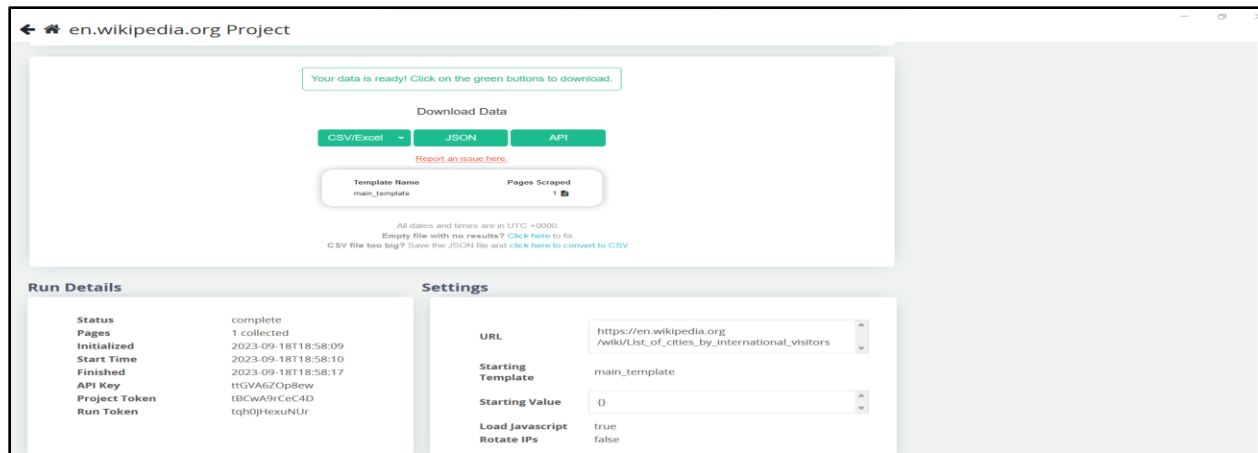 en.wikipedia.org Project
Your data is ready! Click on the green buttons to download.
Download Data
CSV/Excel JSON API
Report an issue here.
Template Name Pages Scraped
main_template 1
All dates and times are in UTC +0000.
Empty file with no results? Click here to fix.
CSV file too big? Save the JSON file and click here to convert to CSV.
Run Details
Status complete
Pages 1 collected
Initialized 2023-09-18T18:58:09
Start Time 2023-09-18T18:58:10
Finished 2023-09-18T18:58:17
API Key ttGVA6ZOp8ew
Project Token tBCwA9rCeC4D
Run Token tqh0jHexuNUr
Settings
URL https://en.wikipedia.org
/wiki/List_of_cities_by_international_visitors
Starting
Template main_template
Starting Value {}
Load Javascript true
Rotate IPs false